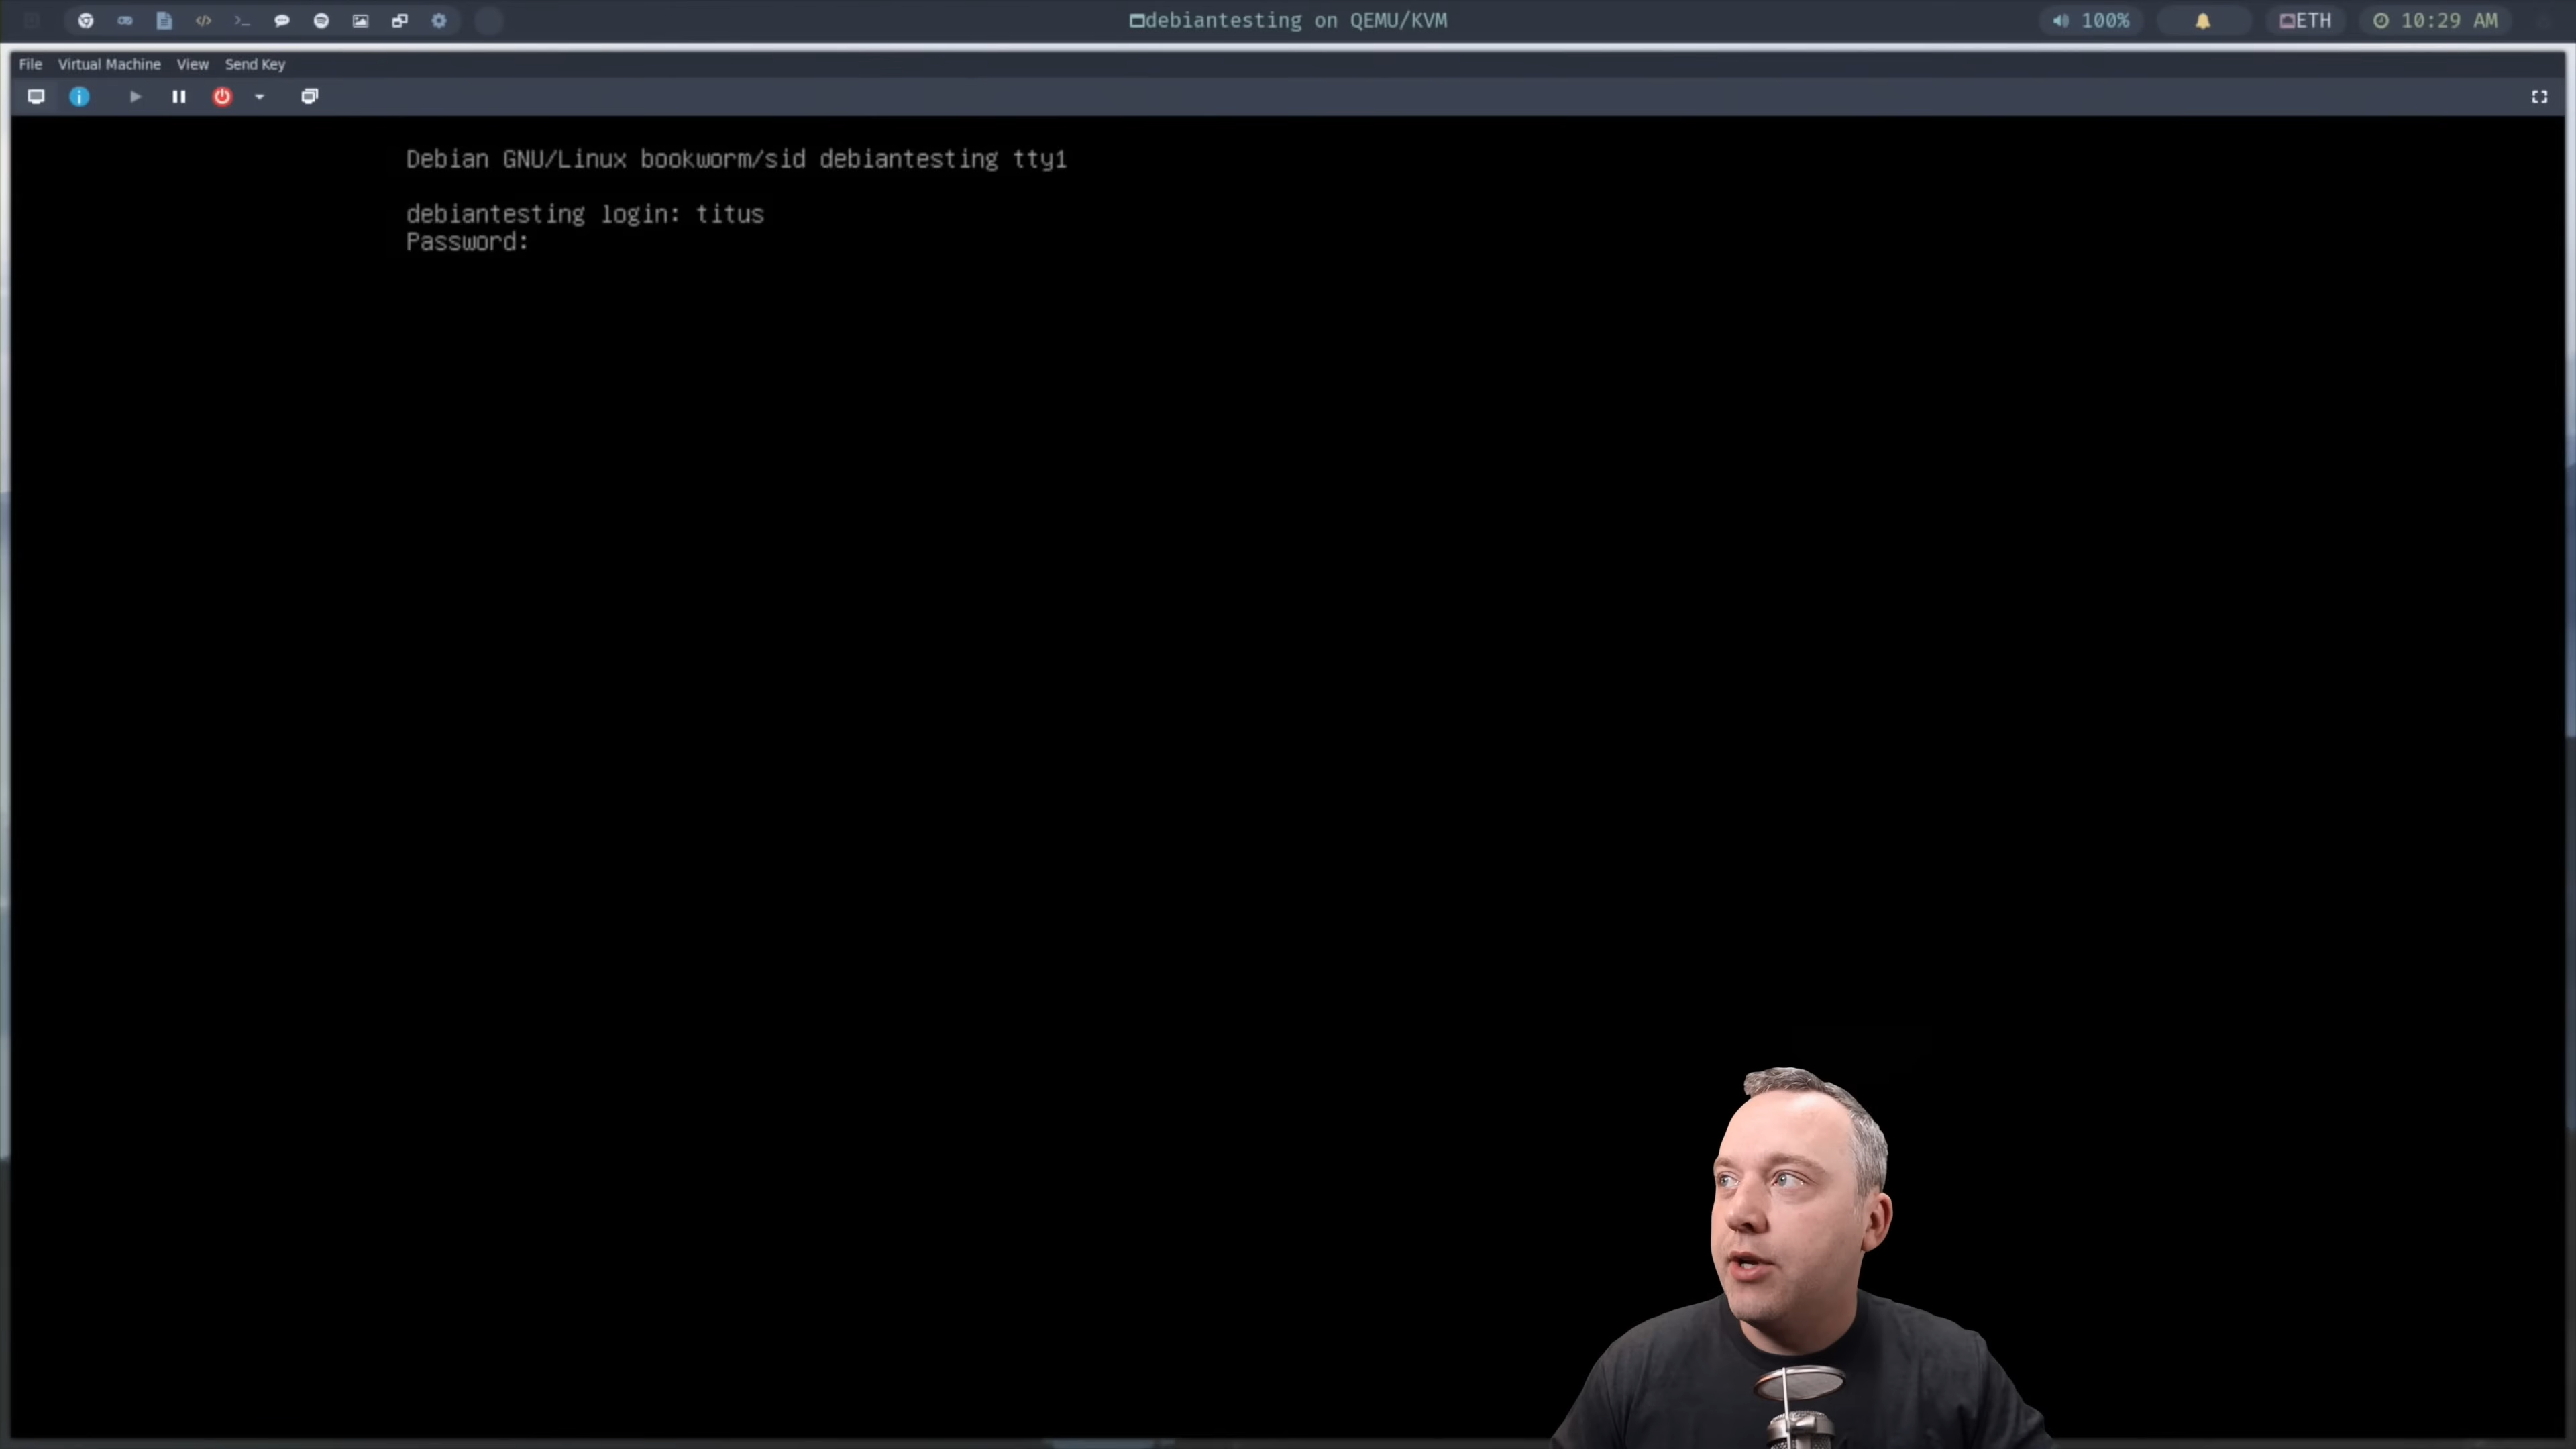 debiantesting on QEMU/KVM
100%
ETH
10:29 AM
File Virtual Machine View Send Key
Debian GNU/Linux bookworm/sid debiantesting tty1
debiantesting login: titus
Password: